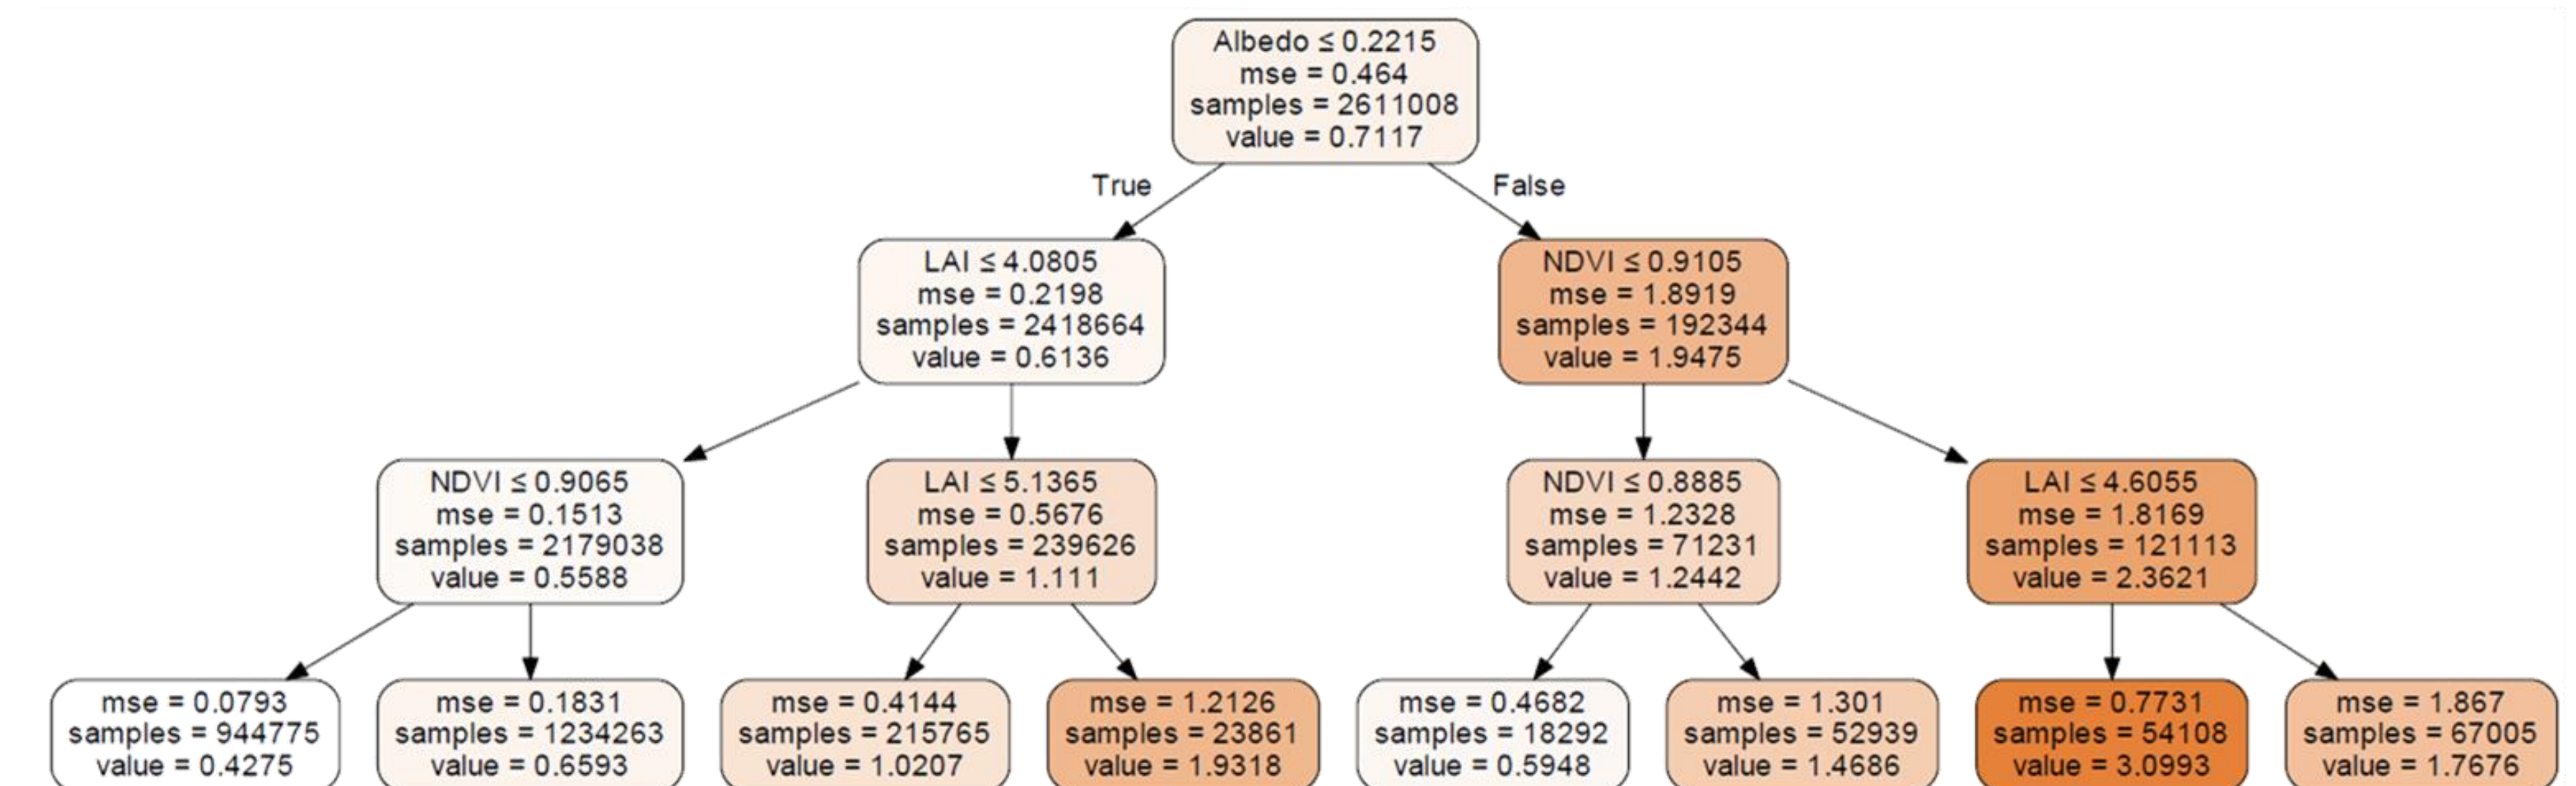 Albedo ≤ 0.2215
mse = 0.464
samples = 2611008
value = 0.7117
True
False
LAI ≤ 4.0805
mse = 0.2198
samples = 2418664
value = 0.6136
NDVI ≤ 0.9105
mse = 1.8919
samples = 192344
value = 1.9475
NDVI ≤ 0.9065
mse = 0.1513
samples = 2179038
value = 0.5588
LAI ≤ 5.1365
mse = 0.5676
samples = 239626
value = 1.111
NDVI ≤ 0.8885
mse = 1.2328
samples = 71231
value = 1.2442
LAI ≤ 4.6055
mse = 1.8169
samples = 121113
value = 2.3621
mse = 0.0793
samples = 944775
value = 0.4275
mse = 0.1831
samples = 1234263
value = 0.6593
mse = 0.4144
samples = 215765
value = 1.0207
mse = 1.2126
samples = 23861
value = 1.9318
mse = 0.4682
samples = 18292
value = 0.5948
mse = 1.301
samples = 52939
value = 1.4686
mse = 0.7731
samples = 54108
value = 3.0993
mse = 1.867
samples = 67005
value = 1.7676